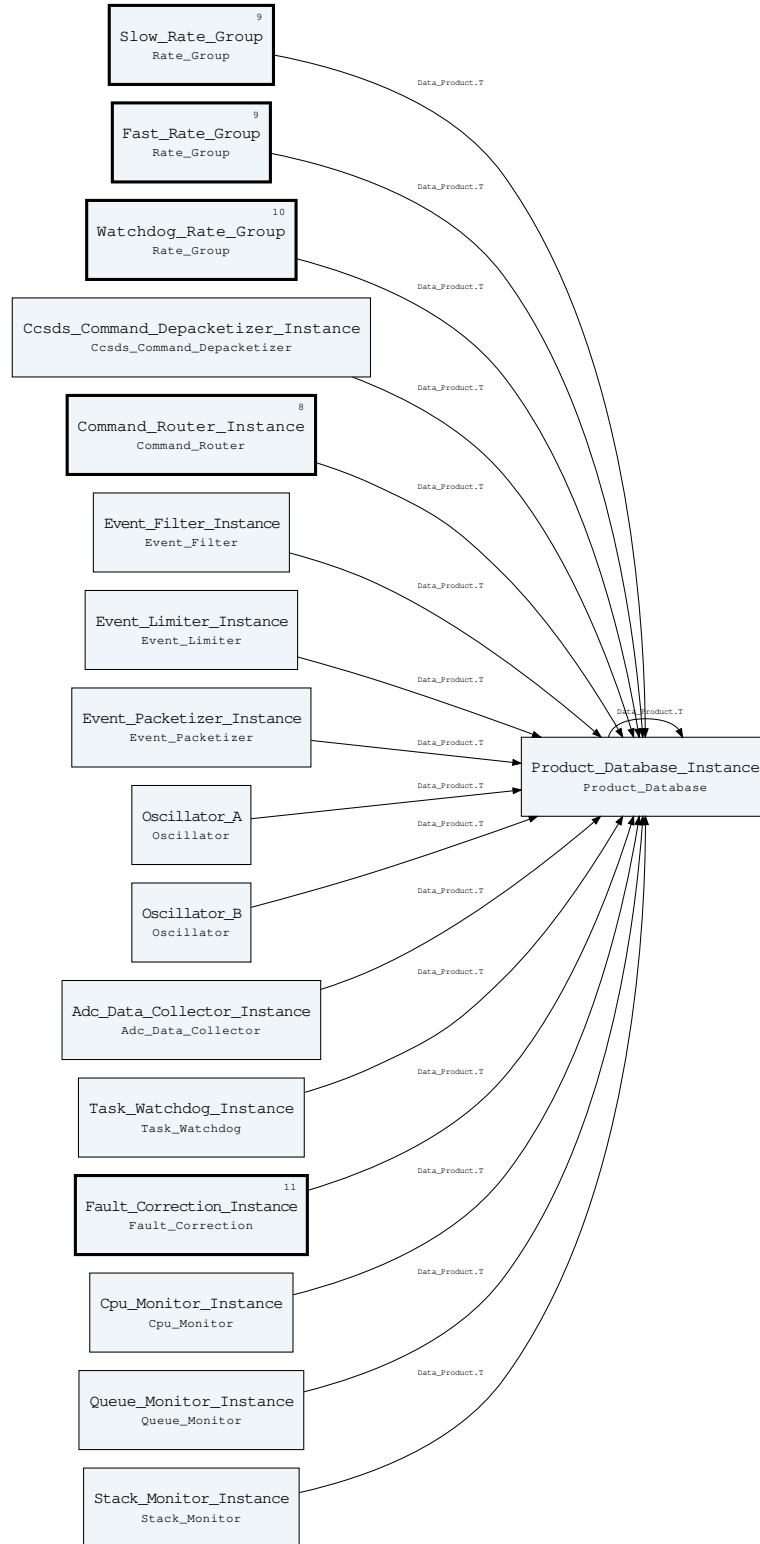 9
Slow_Rate_Group
Rate_Group
Data_Product.T
9
Fast_Rate_Group
Rate_Group
Data_Product.T
10
Watchdog_Rate_Group
Rate_Group
Data_Product.T
Ccsds_Command_Depacketizer_Instance
Ccsds_Command_Depacketizer
Data_Product.T
8
Command_Router_Instance
Command_Router
Data_Product.T
Event_Filter_Instance
Event_Filter
Data_Product.T
Event_Limiter_Instance
Event_Limiter
Data_Product.T
Event_Packetizer_Instance
Event_Packetizer
Data_Product.T
Data_Product.T
Product_Database_Instance
Product_Database
Oscillator_A
Oscillator
Data_Product.T
Oscillator_B
Oscillator
Data_Product.T
Adc_Data_Collector_Instance
Adc_Data_Collector
Data_Product.T
Task_Watchdog_Instance
Task_Watchdog
Data_Product.T
11
Fault_Correction_Instance
Fault_Correction
Data_Product.T
Cpu_Monitor_Instance
Cpu_Monitor
Data_Product.T
Queue_Monitor_Instance
Queue_Monitor
Data_Product.T
Stack_Monitor_Instance
Stack_Monitor
Data_Product.T